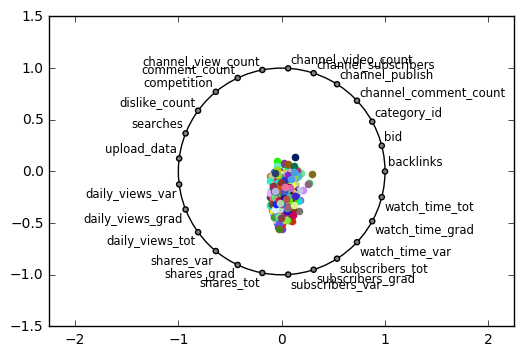 1.5
1.0
0.5
0.0
−0.5
−1.0
−1.5
channel_view_count
channel_video_count
comment_count
channel_subscribers
competition
channel_publish
dislike_count
channel_comment_count
searches
category_id
upload_data
bid
backlinks
daily_views_var
watch_time_tot
daily_views_grad
watch_time_grad
daily_views_tot
watch_time_var
shares_var
subscribers_tot
shares_grad
subscribers_grad
shares_tot
subscribers_var
−2
−1
0
1
2